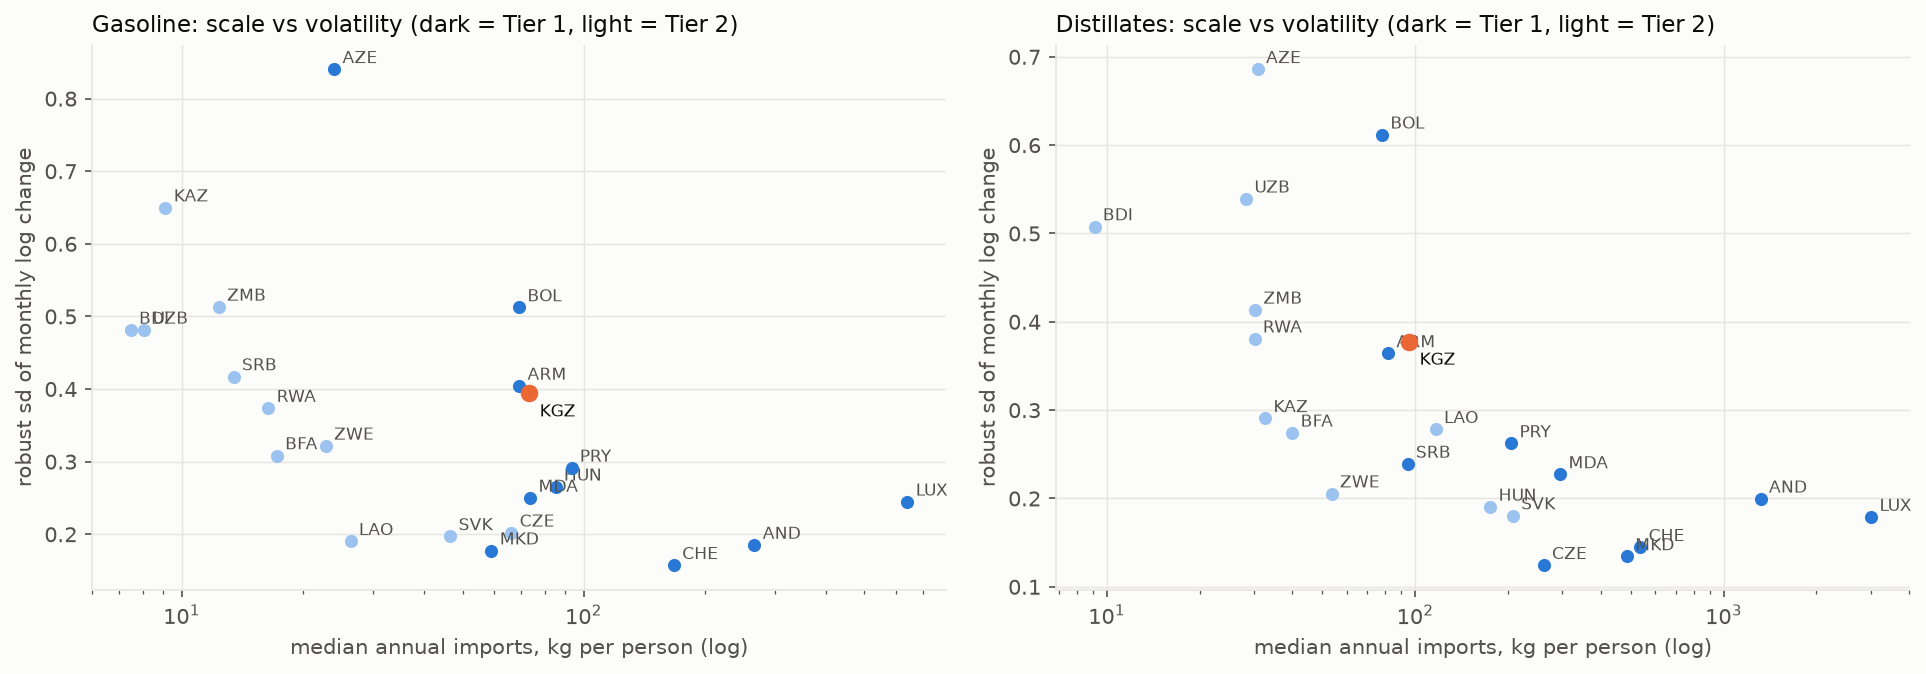 Gasoline: scale vs volatility (dark = Tier 1, light = Tier 2)
robust sd of monthly log change
0.8
0.7
0.6
0.5
0.4
0.3
0.2
AZE
KAZ
ZMB
BOL
BDI
UZB
SRB
ARM
RWA
KGZ
ZWE
BFA
PRY
HUN
MDA
LUX
LAO
SVK
CZE
MKD
AND
CHE
10¹
10²
median annual imports, kg per person (log)
Distillates: scale vs volatility (dark = Tier 1, light = Tier 2)
robust sd of monthly log change
0.7
0.6
0.5
0.4
0.3
0.2
0.1
AZE
BOL
UZB
BDI
ZMB
RWA
ARM
KGZ
KAZ
BFA
LAO
PRY
SRB
MDA
ZWE
HUN
SVK
AND
LUX
CHE
MKD
CZE
10¹
10²
10³
median annual imports, kg per person (log)